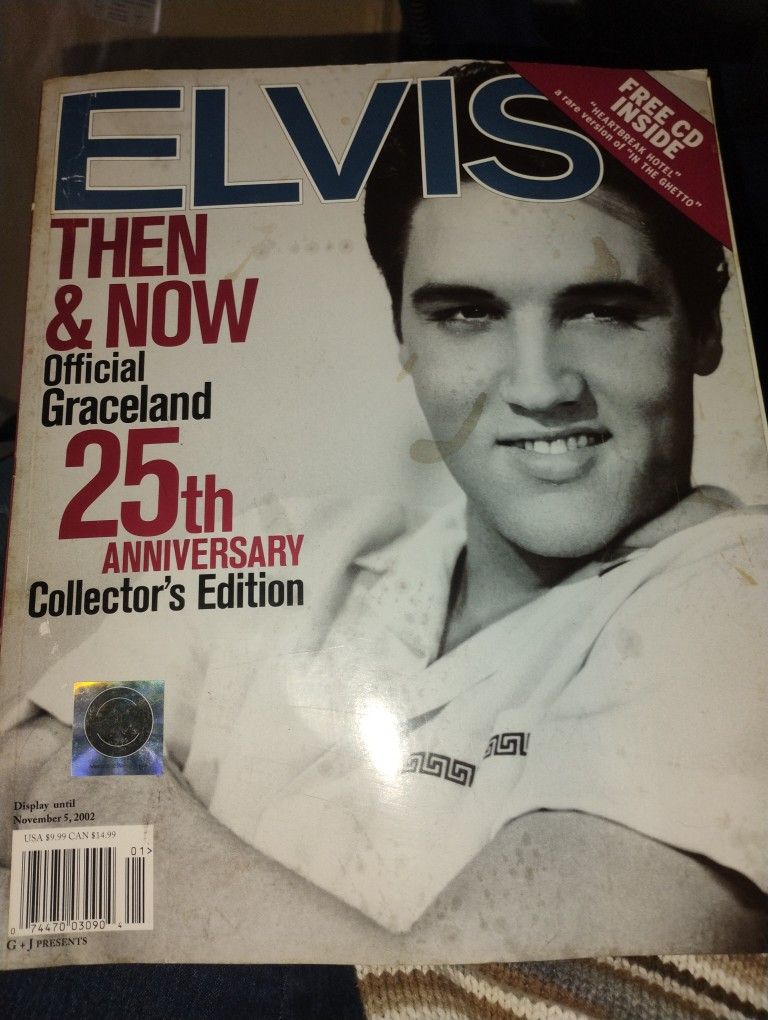 ELVIS
FREE CD
INSIDE
"HEARTBREAK HOTEL"
a rare version of "IN THE GHETTO"
THEN
& NOW
Official
Graceland
25th
ANNIVERSARY
Collector's Edition
Display until
November 5, 2002
USA $9.99 CAN $14.99
01>
0 74470 03090 4
G + J PRESENTS